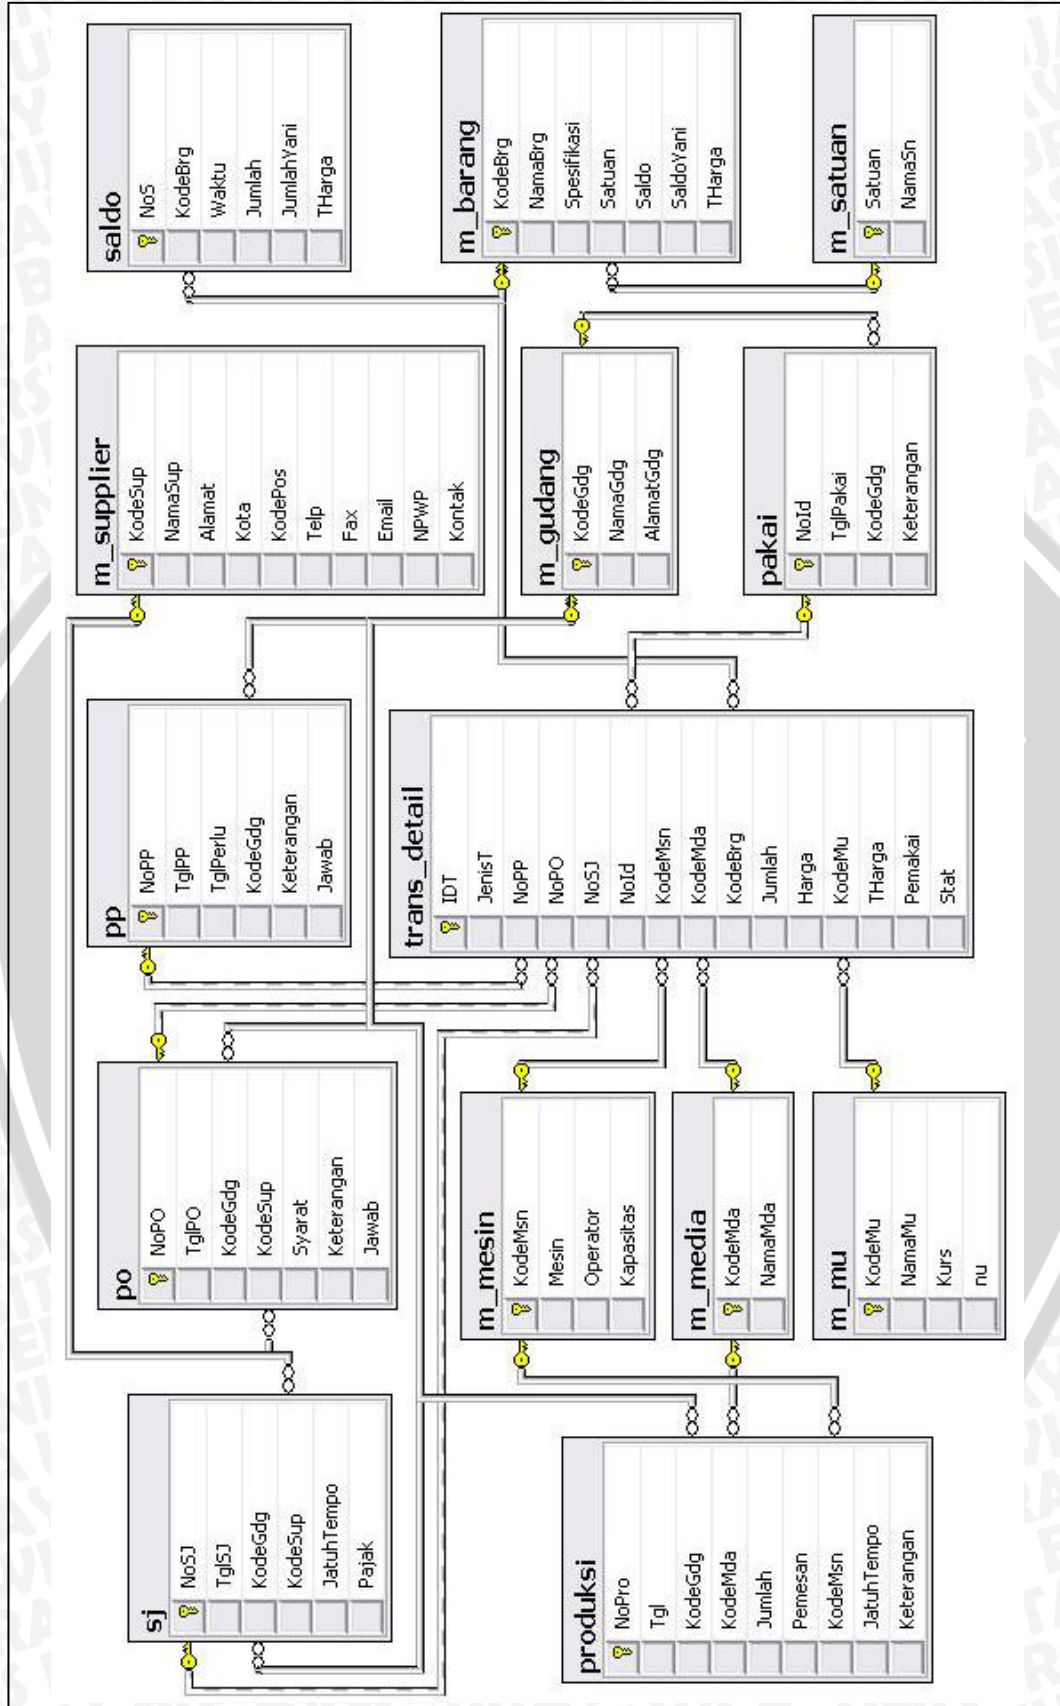 sj
NoSJ
TglSJ
KodeGdg
KodeSup
JatuhTempo
Pajak
po
NoPO
TglPO
KodeGdg
KodeSup
Syarat
Keterangan
Jawab
pp
NoPP
TglPP
TglPerlu
KodeGdg
Keterangan
Jawab
m_supplier
KodeSup
NamaSup
Alamat
Kota
KodePos
Telp
Fax
Email
NPWP
Kontak
saldo
NoS
KodeBrg
Waktu
Jumlah
JumlahYani
THarga
produksi
NoPro
Tgl
KodeGdg
KodeMda
Jumlah
Pemesan
KodeMsn
JatuhTempo
Keterangan
m_mesin
KodeMsn
Mesin
Operator
Kapasitas
m_media
KodeMda
NamaMda
m_mu
KodeMu
NamaMu
Kurs
nu
trans_detail
IDT
JenisT
NoPP
NoPO
NoSJ
NoId
KodeMsn
KodeMda
KodeBrg
Jumlah
Harga
KodeMu
THarga
Pemakai
Stat
m_gudang
KodeGdg
NamaGdg
AlamatGdg
pakai
NoId
TglPakai
KodeGdg
Keterangan
m_barang
KodeBrg
NamaBrg
Spesifikasi
Satuan
Saldo
SaldoYani
THarga
m_satuan
Satuan
NamaSn